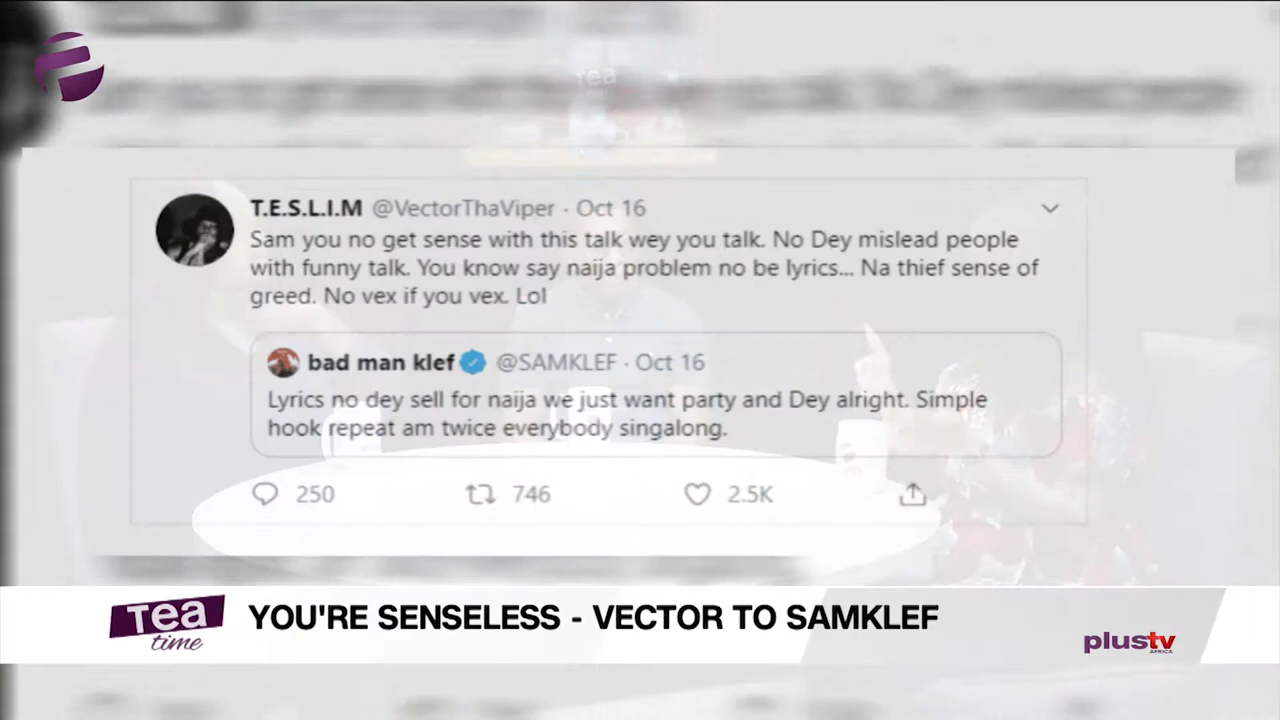 Tea
T.E.S.L.I.M @VectorThaViper · Oct 16
Sam you no get sense with this talk wey you talk. No Dey mislead people
with funny talk. You know say naija problem no be lyrics... Na thief sense of
greed. No vex if you vex. Lol
bad man klef @SAMKLEF · Oct 16
Lyrics no dey sell for naija we just want party and Dey alright. Simple
hook repeat am twice everybody singalong.
250 746 2.5K
Tea
time
YOU'RE SENSELESS - VECTOR TO SAMKLEF
plustv
AFRICA